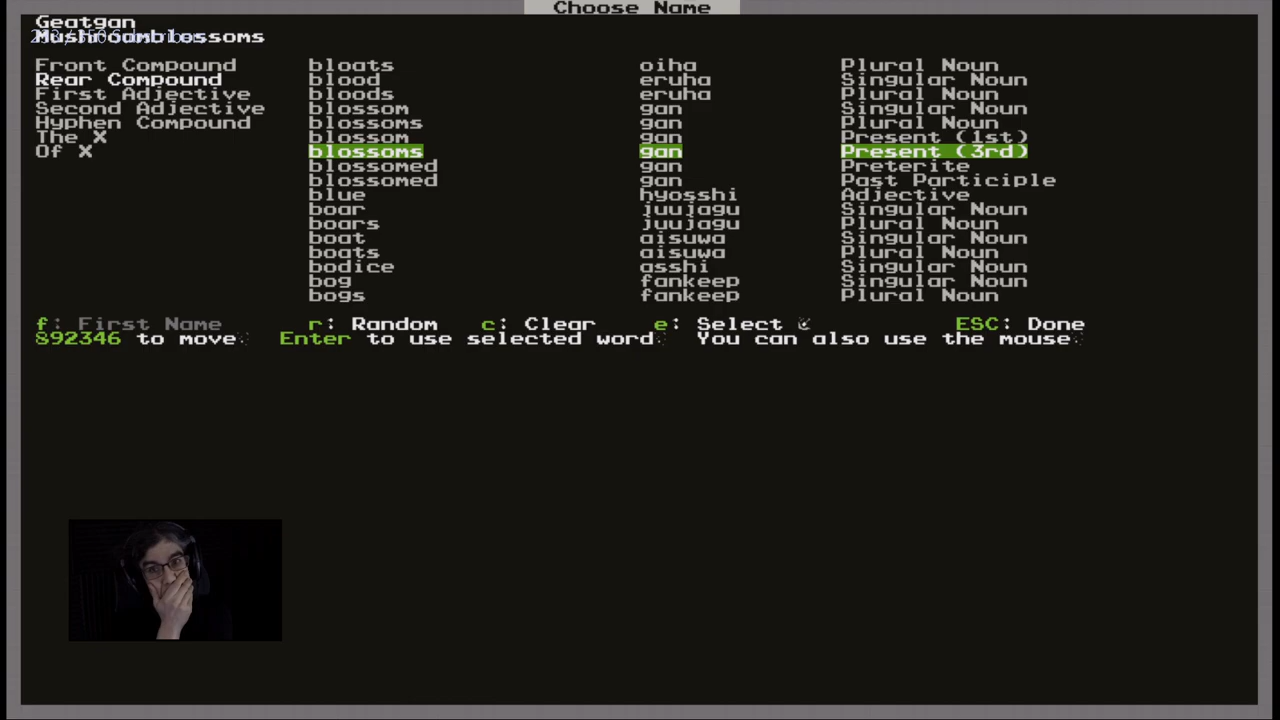 Choose Name
Geatgan
Mushroomblossoms
Front Compound bloats oiha Plural Noun
Rear Compound blood eruha Singular Noun
First Adjective bloods eruha Plural Noun
Second Adjective blossom gan Singular Noun
Hyphen Compound blossoms gan Plural Noun
The X blossom gan Present (1st)
Of X blossoms gan Present (3rd)
blossomed gan Preterite
blossomed gan Past Participle
blue hyosshi Adjective
boar juujagu Singular Noun
boars juujagu Plural Noun
boat aisuwa Singular Noun
boats aisuwa Plural Noun
bodice asshi Singular Noun
bog fankeep Singular Noun
bogs fankeep Plural Noun
f: First Name r: Random c: Clear e: Select ESC: Done
892346 to move. Enter to use selected word. You can also use the mouse.